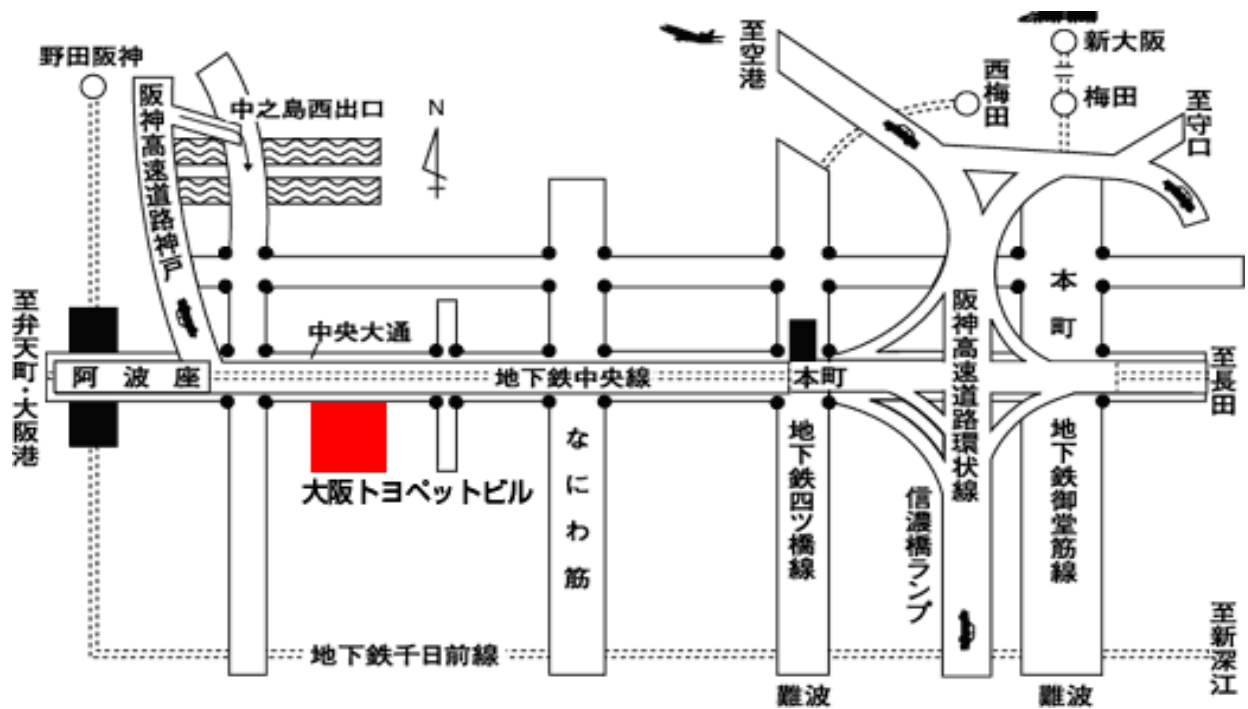 野田阪神
阪神高速道路神戸
中之島西出口
N
至空港
西梅田
新大阪
梅田
至守口
本町
至弁天町・大阪港
阿波座
中央大通
地下鉄中央線
本町
阪神高速道路環状線
至長田
大阪トヨペットビル
なにわ筋
地下鉄四ツ橋線
信濃橋ランプ
地下鉄御堂筋線
地下鉄千日前線
至新深江
難波
難波